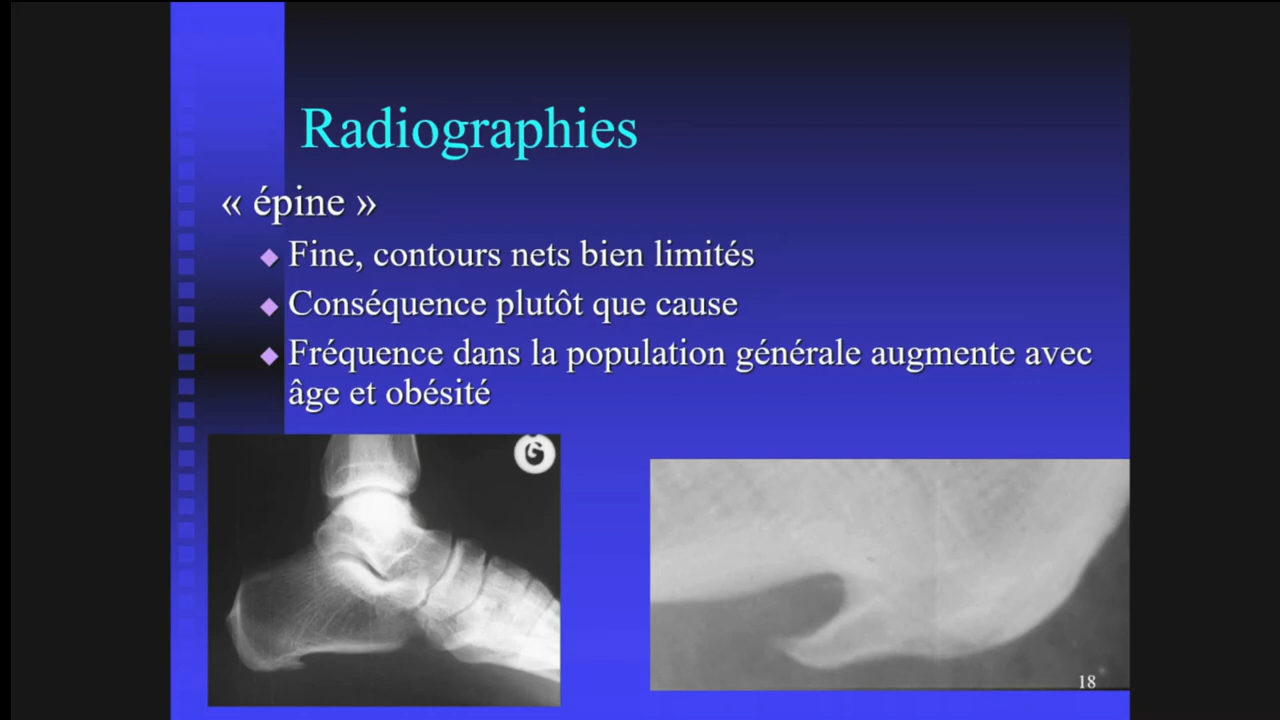 Radiographies
« épine »
Fine, contours nets bien limités
Conséquence plutôt que cause
Fréquence dans la population générale augmente avec
âge et obésité
G
18